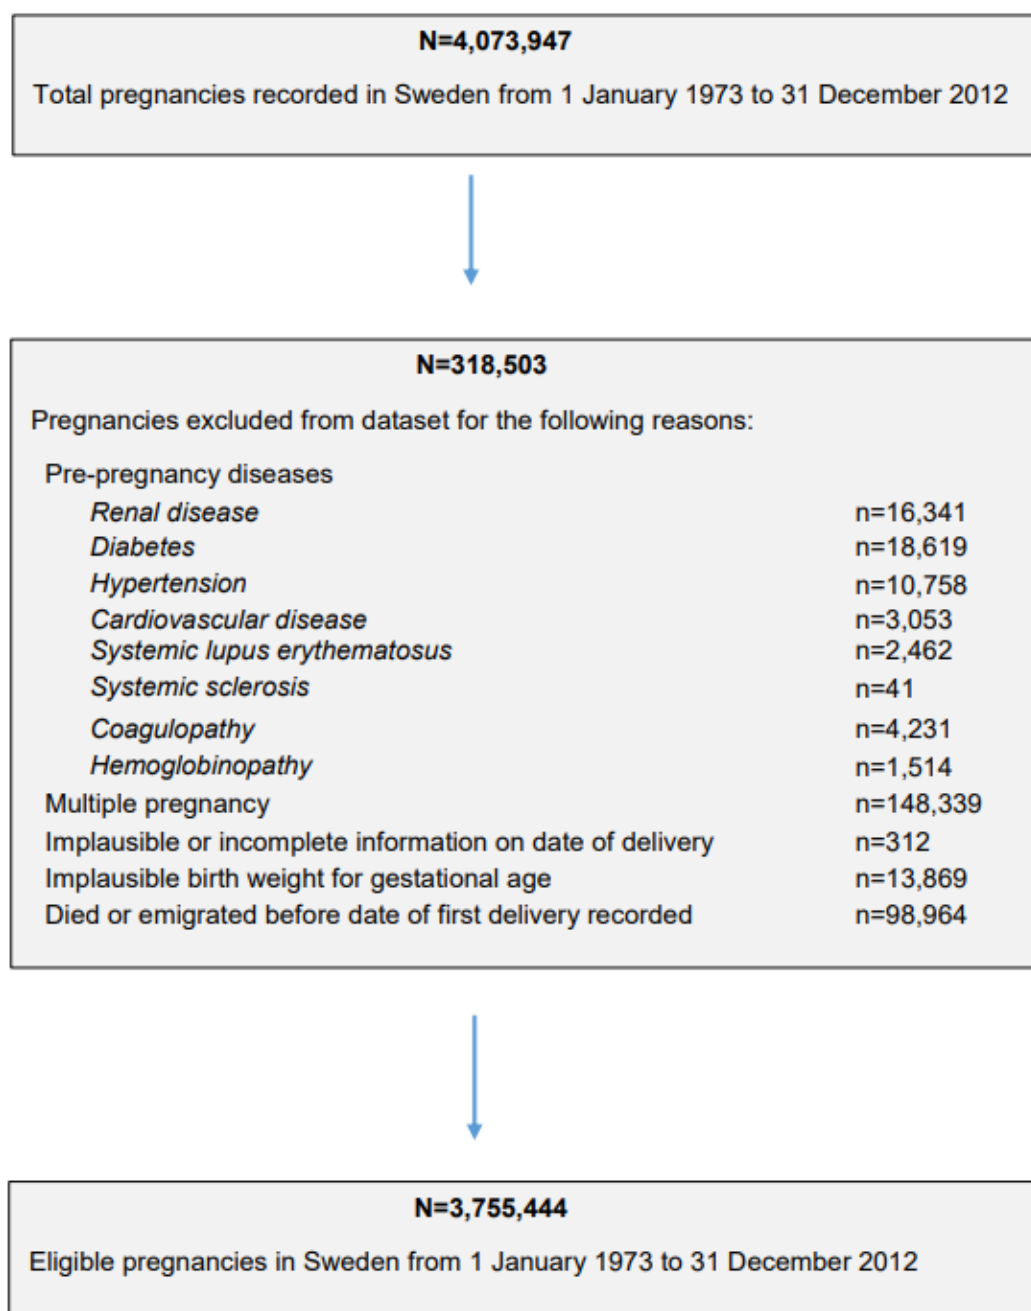 N=4,073,947
Total pregnancies recorded in Sweden from 1 January 1973 to 31 December 2012
N=318,503
Pregnancies excluded from dataset for the following reasons:
Pre-pregnancy diseases
Renal disease n=16,341
Diabetes n=18,619
Hypertension n=10,758
Cardiovascular disease n=3,053
Systemic lupus erythematosus n=2,462
Systemic sclerosis n=41
Coagulopathy n=4,231
Hemoglobinopathy n=1,514
Multiple pregnancy n=148,339
Implausible or incomplete information on date of delivery n=312
Implausible birth weight for gestational age n=13,869
Died or emigrated before date of first delivery recorded n=98,964
N=3,755,444
Eligible pregnancies in Sweden from 1 January 1973 to 31 December 2012